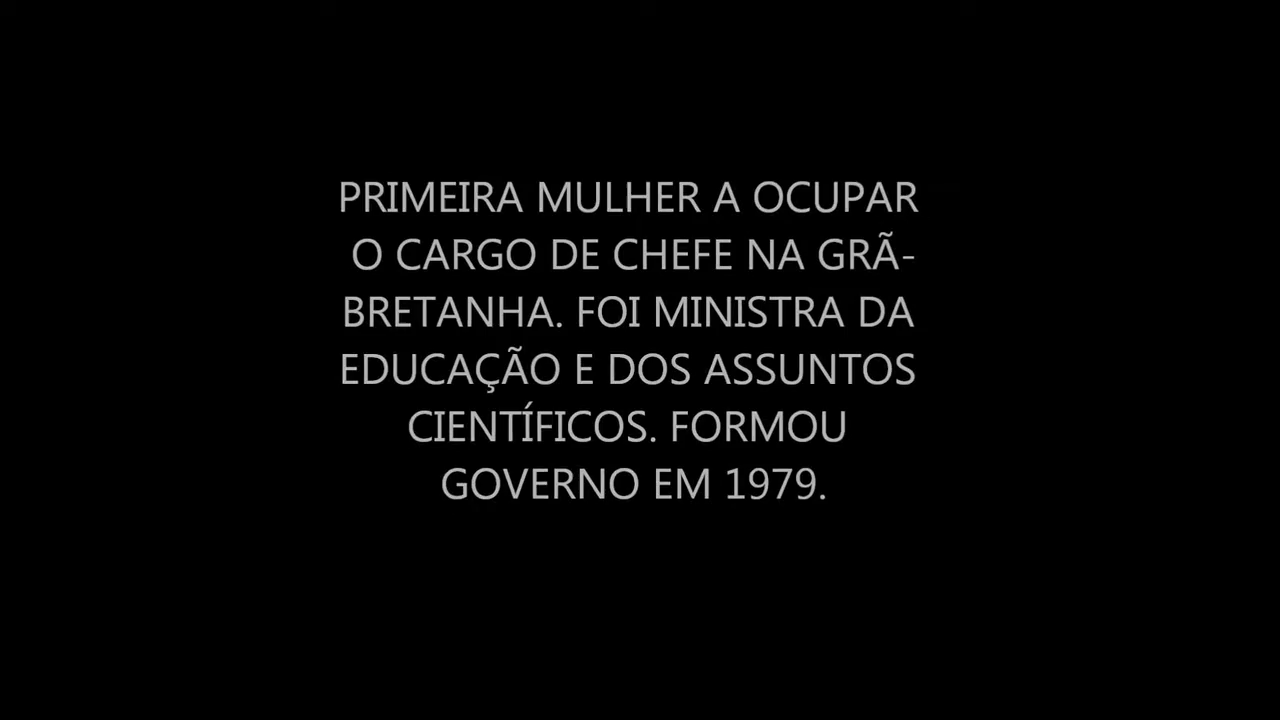 PRIMEIRA MULHER A OCUPAR
O CARGO DE CHEFE NA GRÃ-
BRETANHA. FOI MINISTRA DA
EDUCAÇÃO E DOS ASSUNTOS
CIENTÍFICOS. FORMOU
GOVERNO EM 1979.